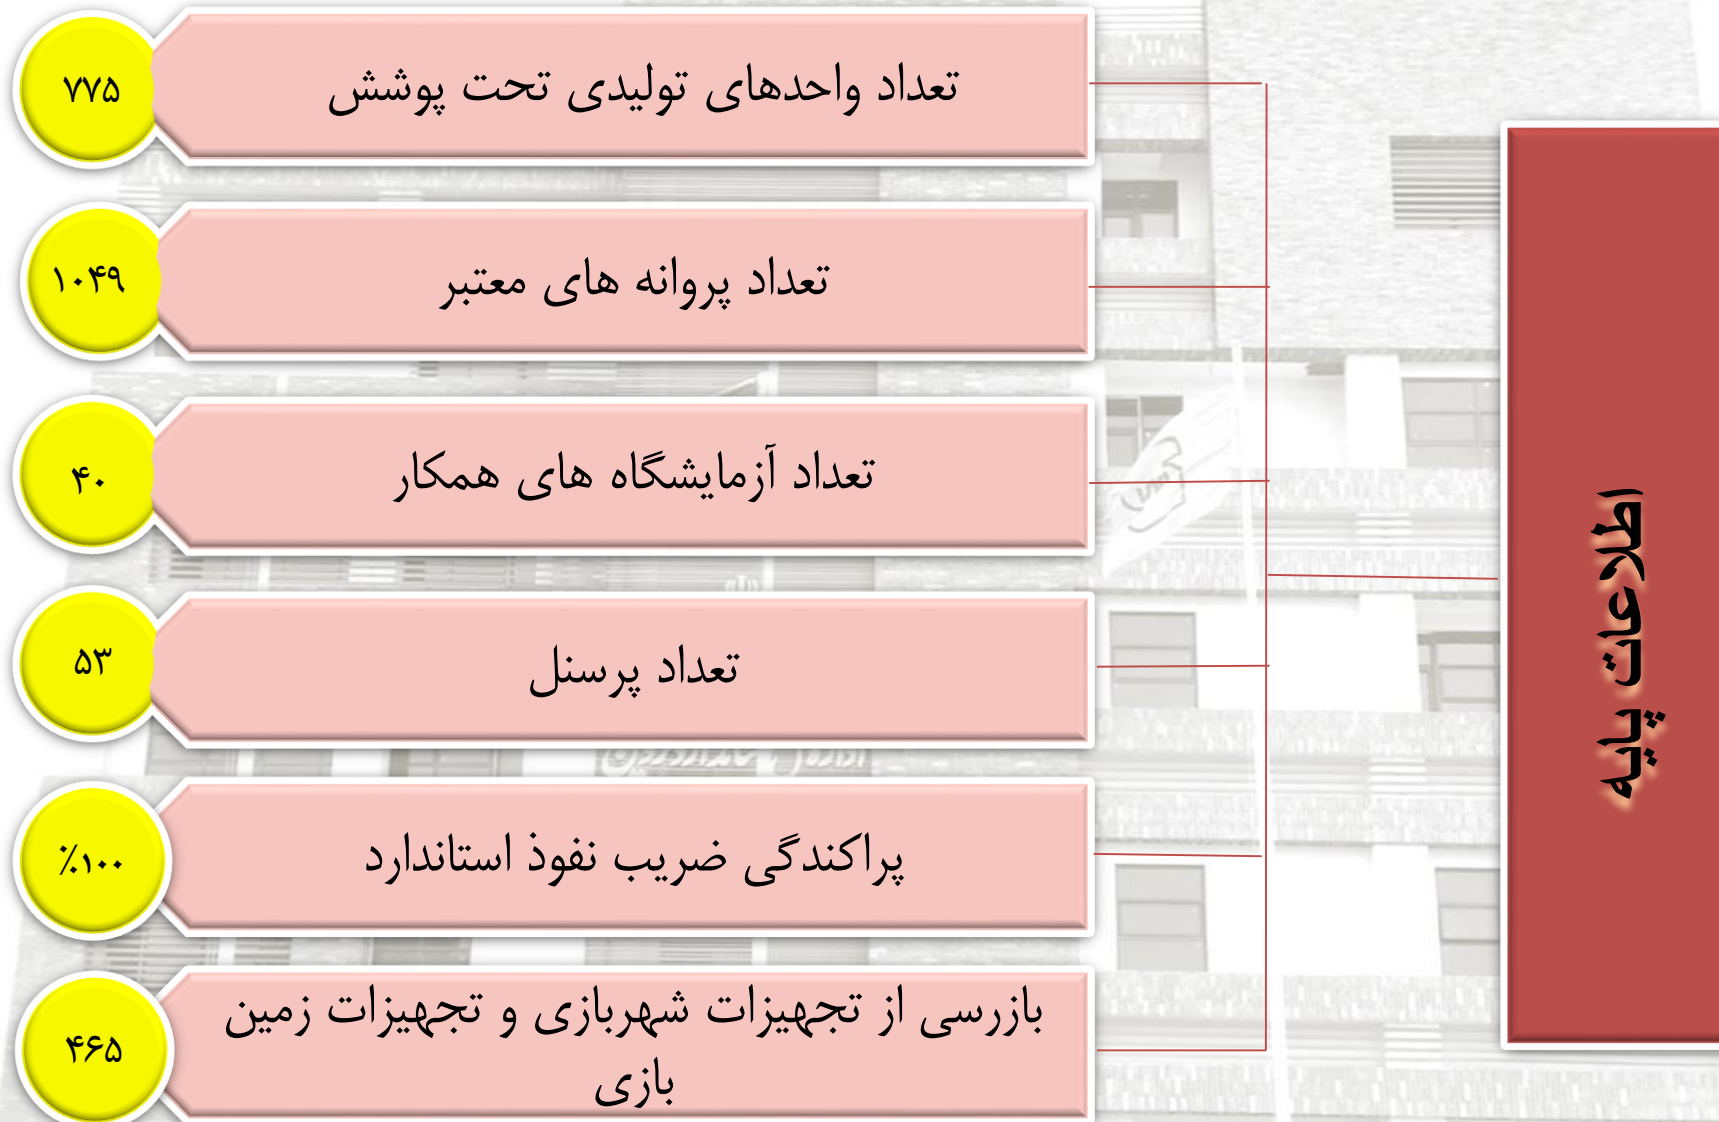 اطلاعات پایه
تعداد واحدهای تولیدی تحت پوشش
۷۷۵
تعداد پروانه های معتبر
۱۰۴۹
تعداد آزمایشگاه های همکار
۴۰
تعداد پرسنل
۵۳
پراکندگی ضریب نفوذ استاندارد
٪۱۰۰
بازرسی از تجهیزات شهربازی و تجهیزات زمین
بازی
۴۶۵